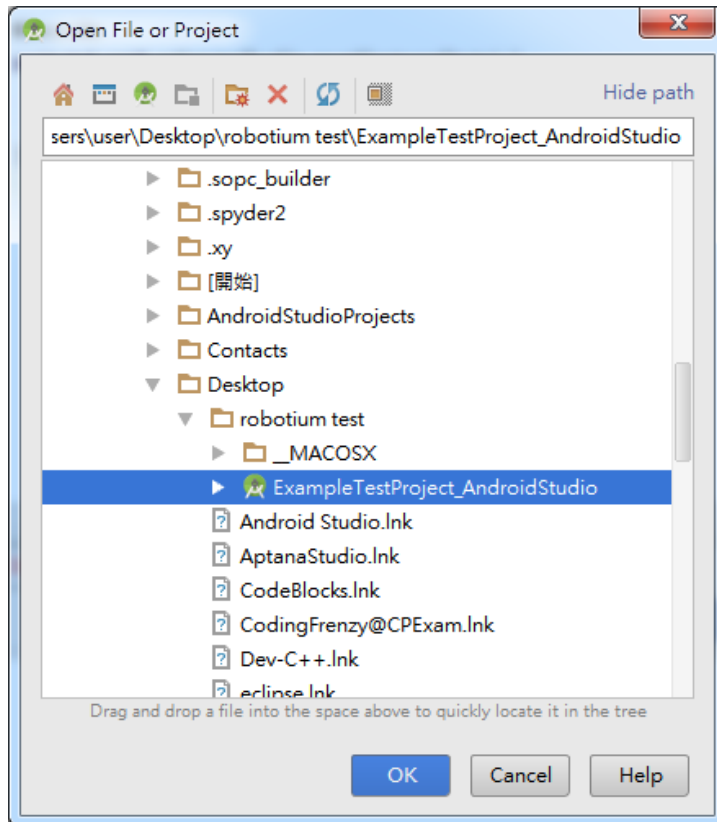 Open File or Project
Hide path
sers\user\Desktop\robotium test\ExampleTestProject_AndroidStudio
.sopc_builder
.spyder2
.xy
[開始]
AndroidStudioProjects
Contacts
Desktop
robotium test
__MACOSX
ExampleTestProject_AndroidStudio
Android Studio.lnk
AptanaStudio.lnk
CodeBlocks.lnk
CodingFrenzy@CPExam.lnk
Dev-C++.lnk
eclipse.lnk
Drag and drop a file into the space above to quickly locate it in the tree
OK Cancel Help